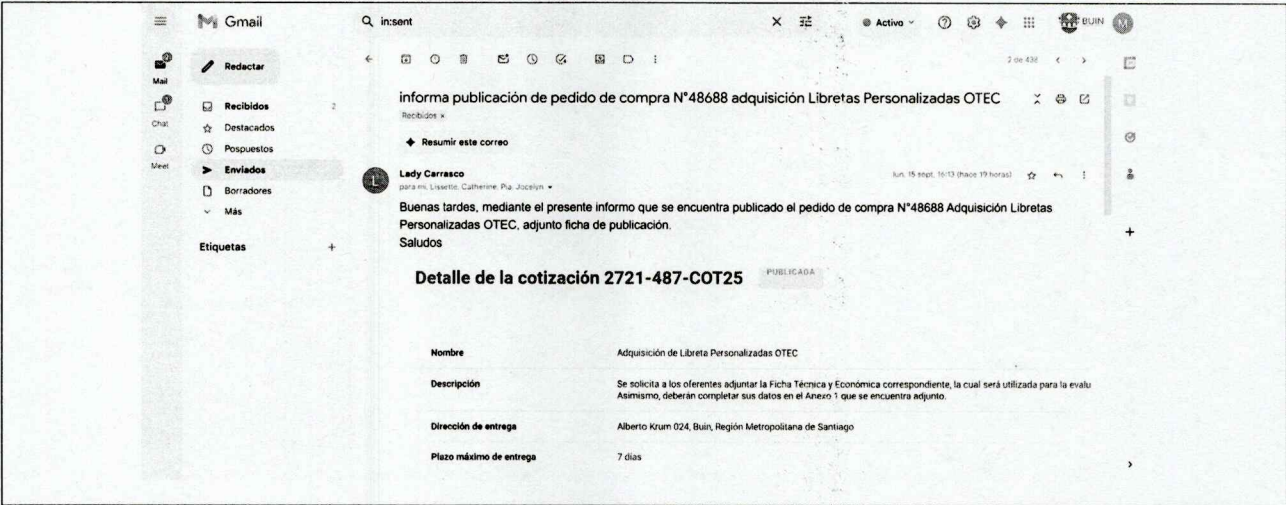 Gmail
in:sent
Activo
BUIN
M
Redactar
2 de 438
Mail
Recibidos 2
Chat
Destacados
Meet
Pospuestos
Enviados
Borradores
Más
Etiquetas
informa publicación de pedido de compra N°48688 adquisición Libretas Personalizadas OTEC
Recibidos x
Resumir este correo
L
Lady Carrasco
lun, 15 sept, 16:13 (hace 19 horas)
para mi, Lissette, Catherine, Pia, Jocelyn
Buenas tardes, mediante el presente informo que se encuentra publicado el pedido de compra N°48688 Adquisición Libretas
Personalizadas OTEC, adjunto ficha de publicación.
Saludos
Detalle de la cotización 2721-487-COT25 PUBLICADA
Nombre Adquisición de Libreta Personalizadas OTEC
Descripción Se solicita a los oferentes adjuntar la Ficha Técnica y Económica correspondiente, la cual será utilizada para la evalu
Asimismo, deberán completar sus datos en el Anexo 1 que se encuentra adjunto.
Dirección de entrega Alberto Krum 024, Buin, Región Metropolitana de Santiago
Plazo máximo de entrega 7 días